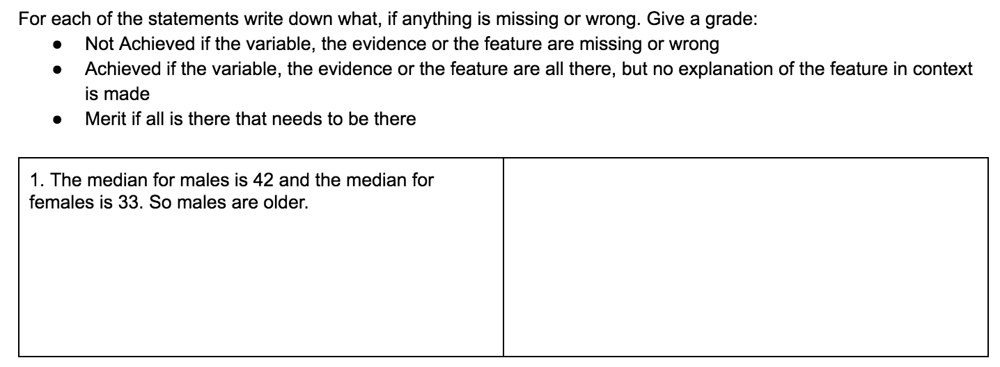 For each of the statements write down what, if anything is missing or wrong. Give a grade:
● Not Achieved if the variable, the evidence or the feature are missing or wrong
● Achieved if the variable, the evidence or the feature are all there, but no explanation of the feature in context
is made
● Merit if all is there that needs to be there
1. The median for males is 42 and the median for
females is 33. So males are older.